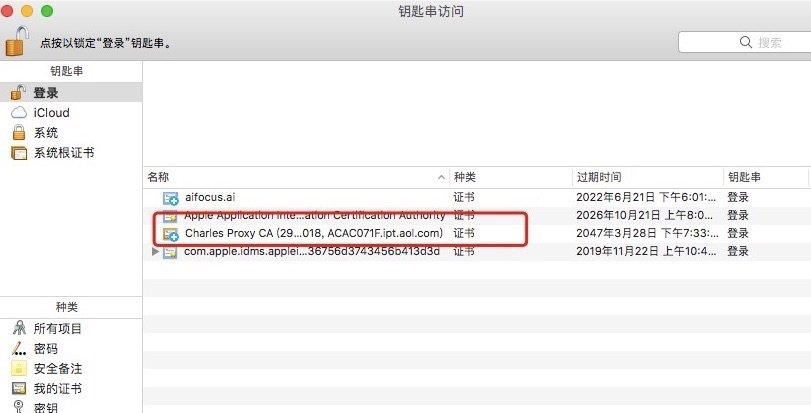 钥匙串访问
点按以锁定“登录”钥匙串。
搜索
钥匙串
登录
iCloud
系统
系统根证书
名称 种类 过期时间 钥匙串
aifocus.ai 证书 2022年6月21日 下午6:01:... 登录
Apple Application Inte...ation Certification Authority 证书 2026年10月21日 上午8:0... 登录
Charles Proxy CA (29...018, ACAC071F.ipt.aol.com) 证书 2047年3月28日 下午7:33:... 登录
com.apple.idms.applei...36756d3743456b413d3d 证书 2019年11月22日 上午10:4... 登录
种类
所有项目
密码
安全备注
我的证书
密钥